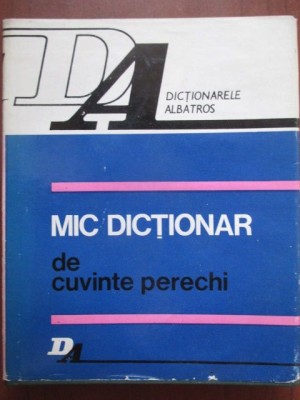 DA
DICȚIONARELE
ALBATROS
MIC DICȚIONAR
de
cuvinte perechi
DA